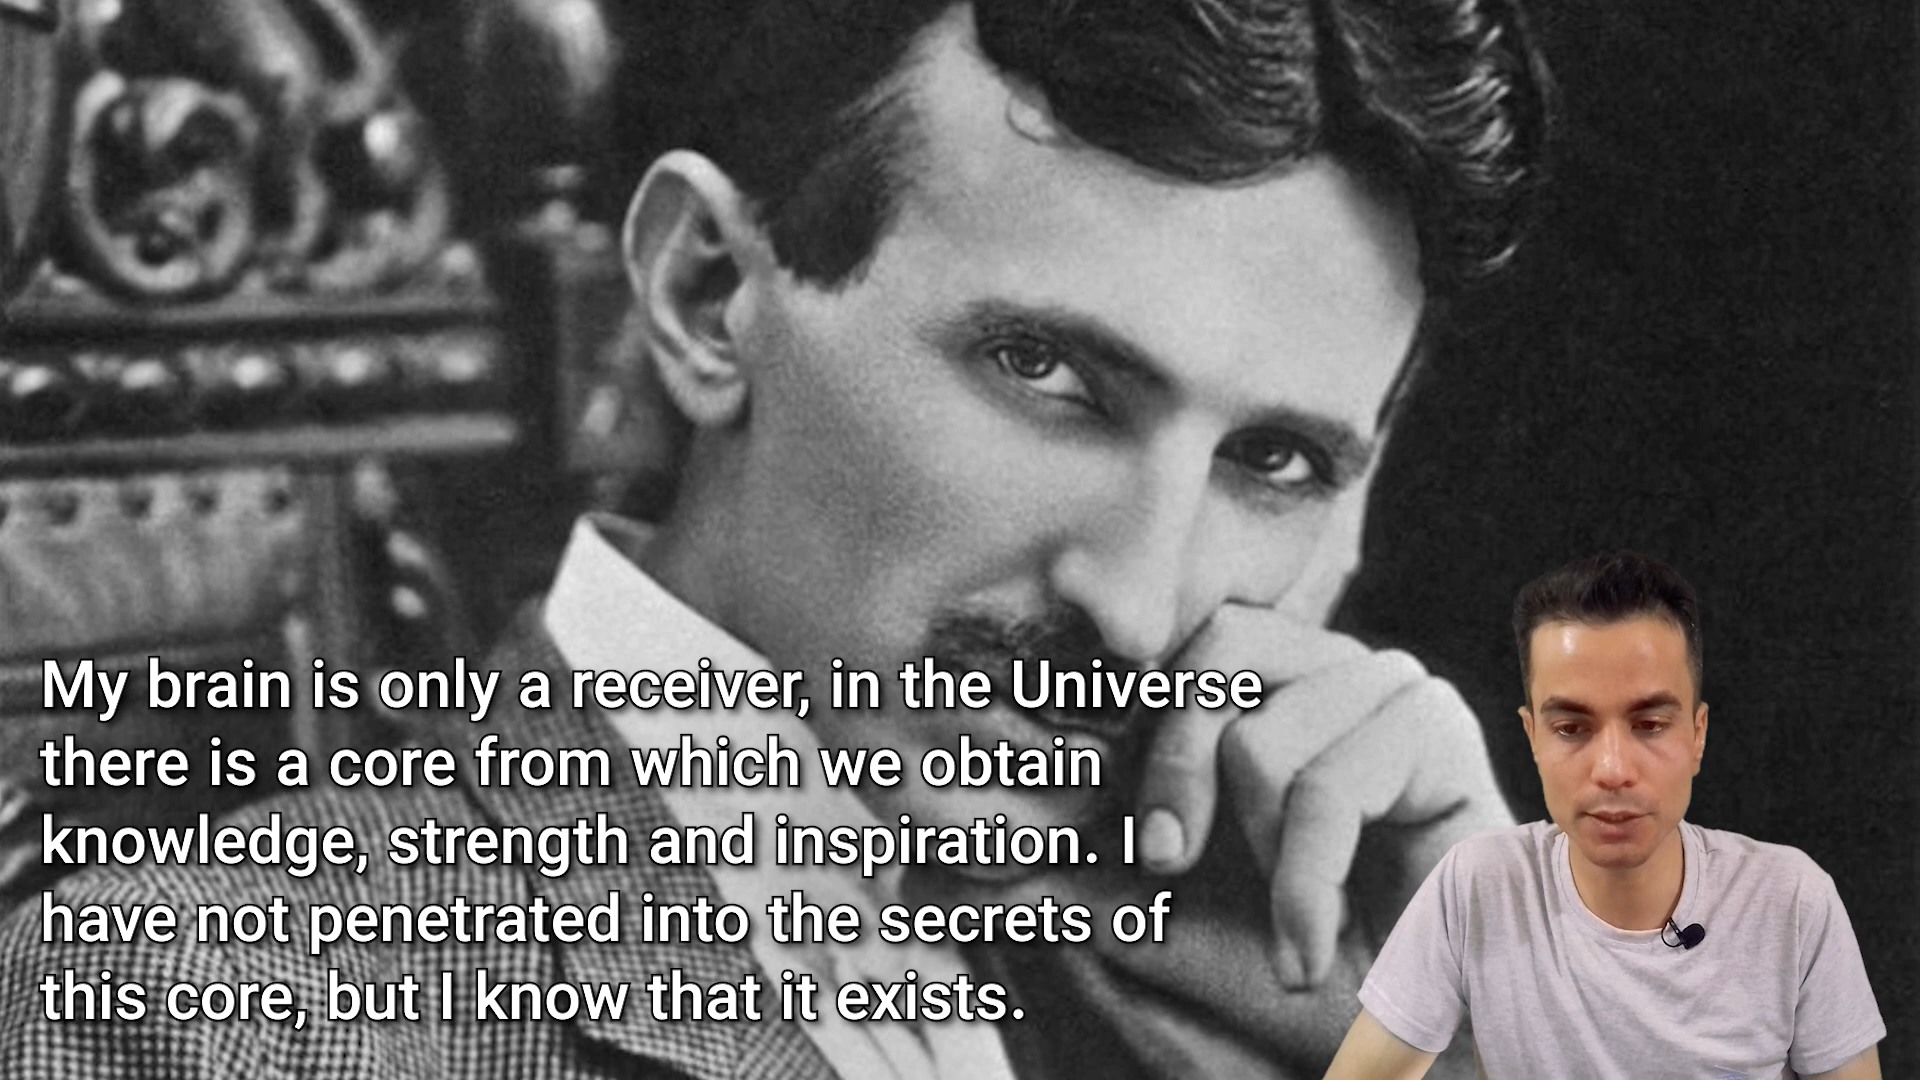 My brain is only a receiver, in the Universe
there is a core from which we obtain
knowledge, strength and inspiration. I
have not penetrated into the secrets of
this core, but I know that it exists.